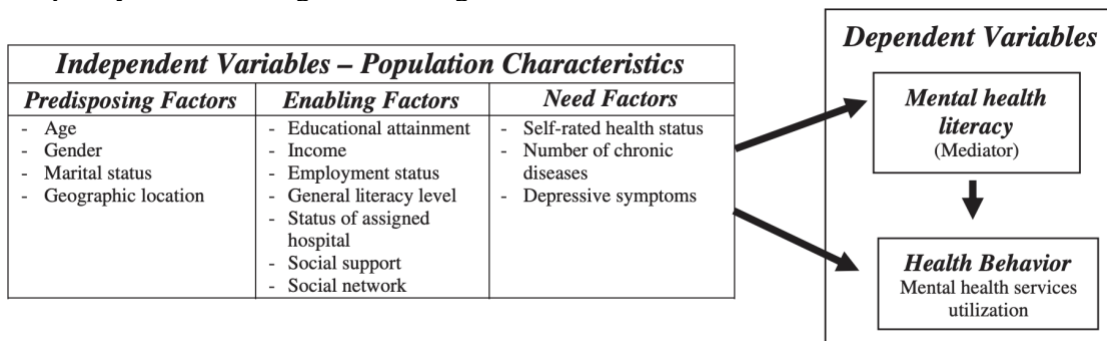 Dependent Variables
Independent Variables – Population Characteristics
Predisposing Factors
- Age
- Gender
- Marital status
- Geographic location
Enabling Factors
- Educational attainment
- Income
- Employment status
- General literacy level
- Status of assigned
hospital
- Social support
- Social network
Need Factors
- Self-rated health status
- Number of chronic
diseases
- Depressive symptoms
Mental health
literacy
(Mediator)
Health Behavior
Mental health services
utilization